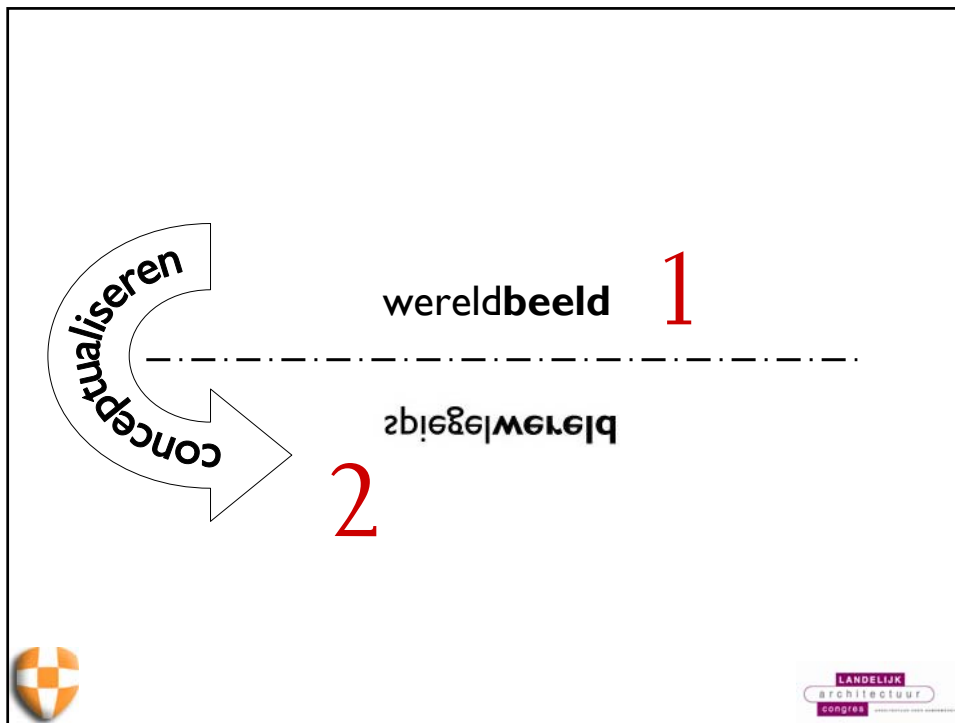 conceptualiseren
wereldbeeld
1
spiegelwereld
2
LANDELIJK
architectuur
congres